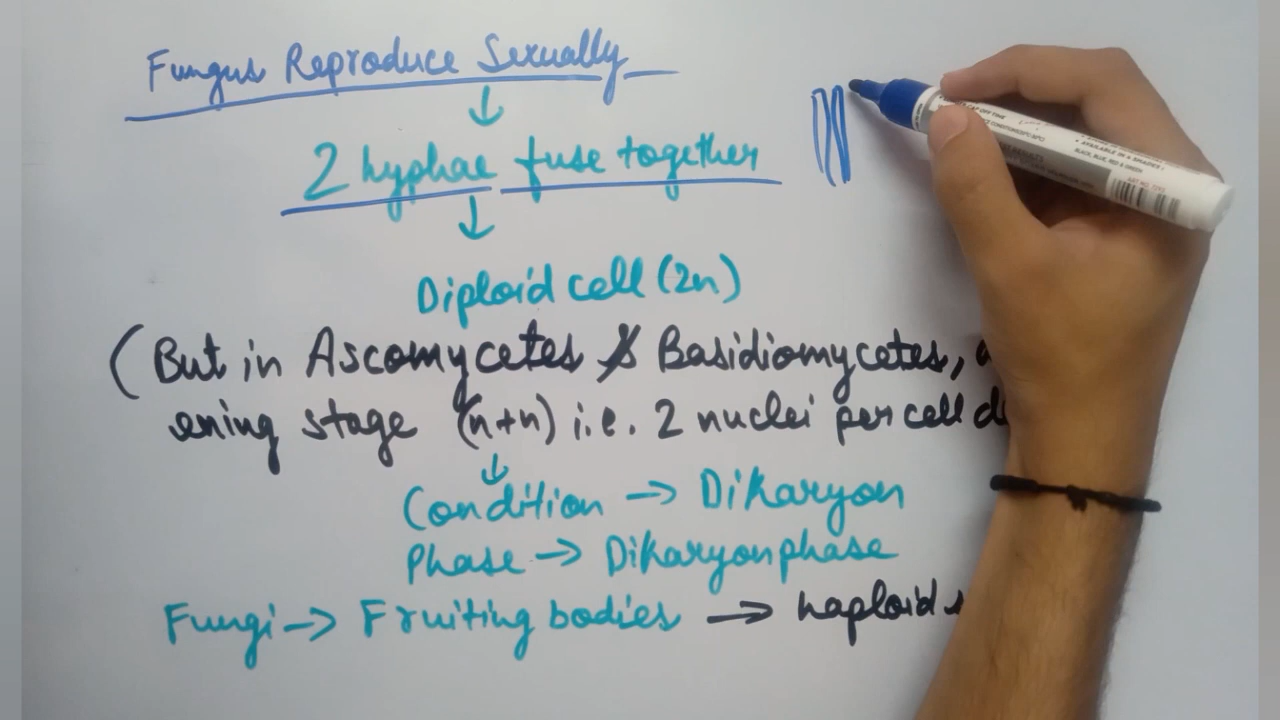 Fungus Reproduce Sexually
↓
2 hyphae fuse together
↓
Diploid cell (2n)
(But in Ascomycetes & Basidiomycetes,
ening stage (n+n) i.e. 2 nuclei per cell
↓
Condition → Dikaryon
Phase → Dikaryonphase
Fungi → Fruiting bodies → haploid